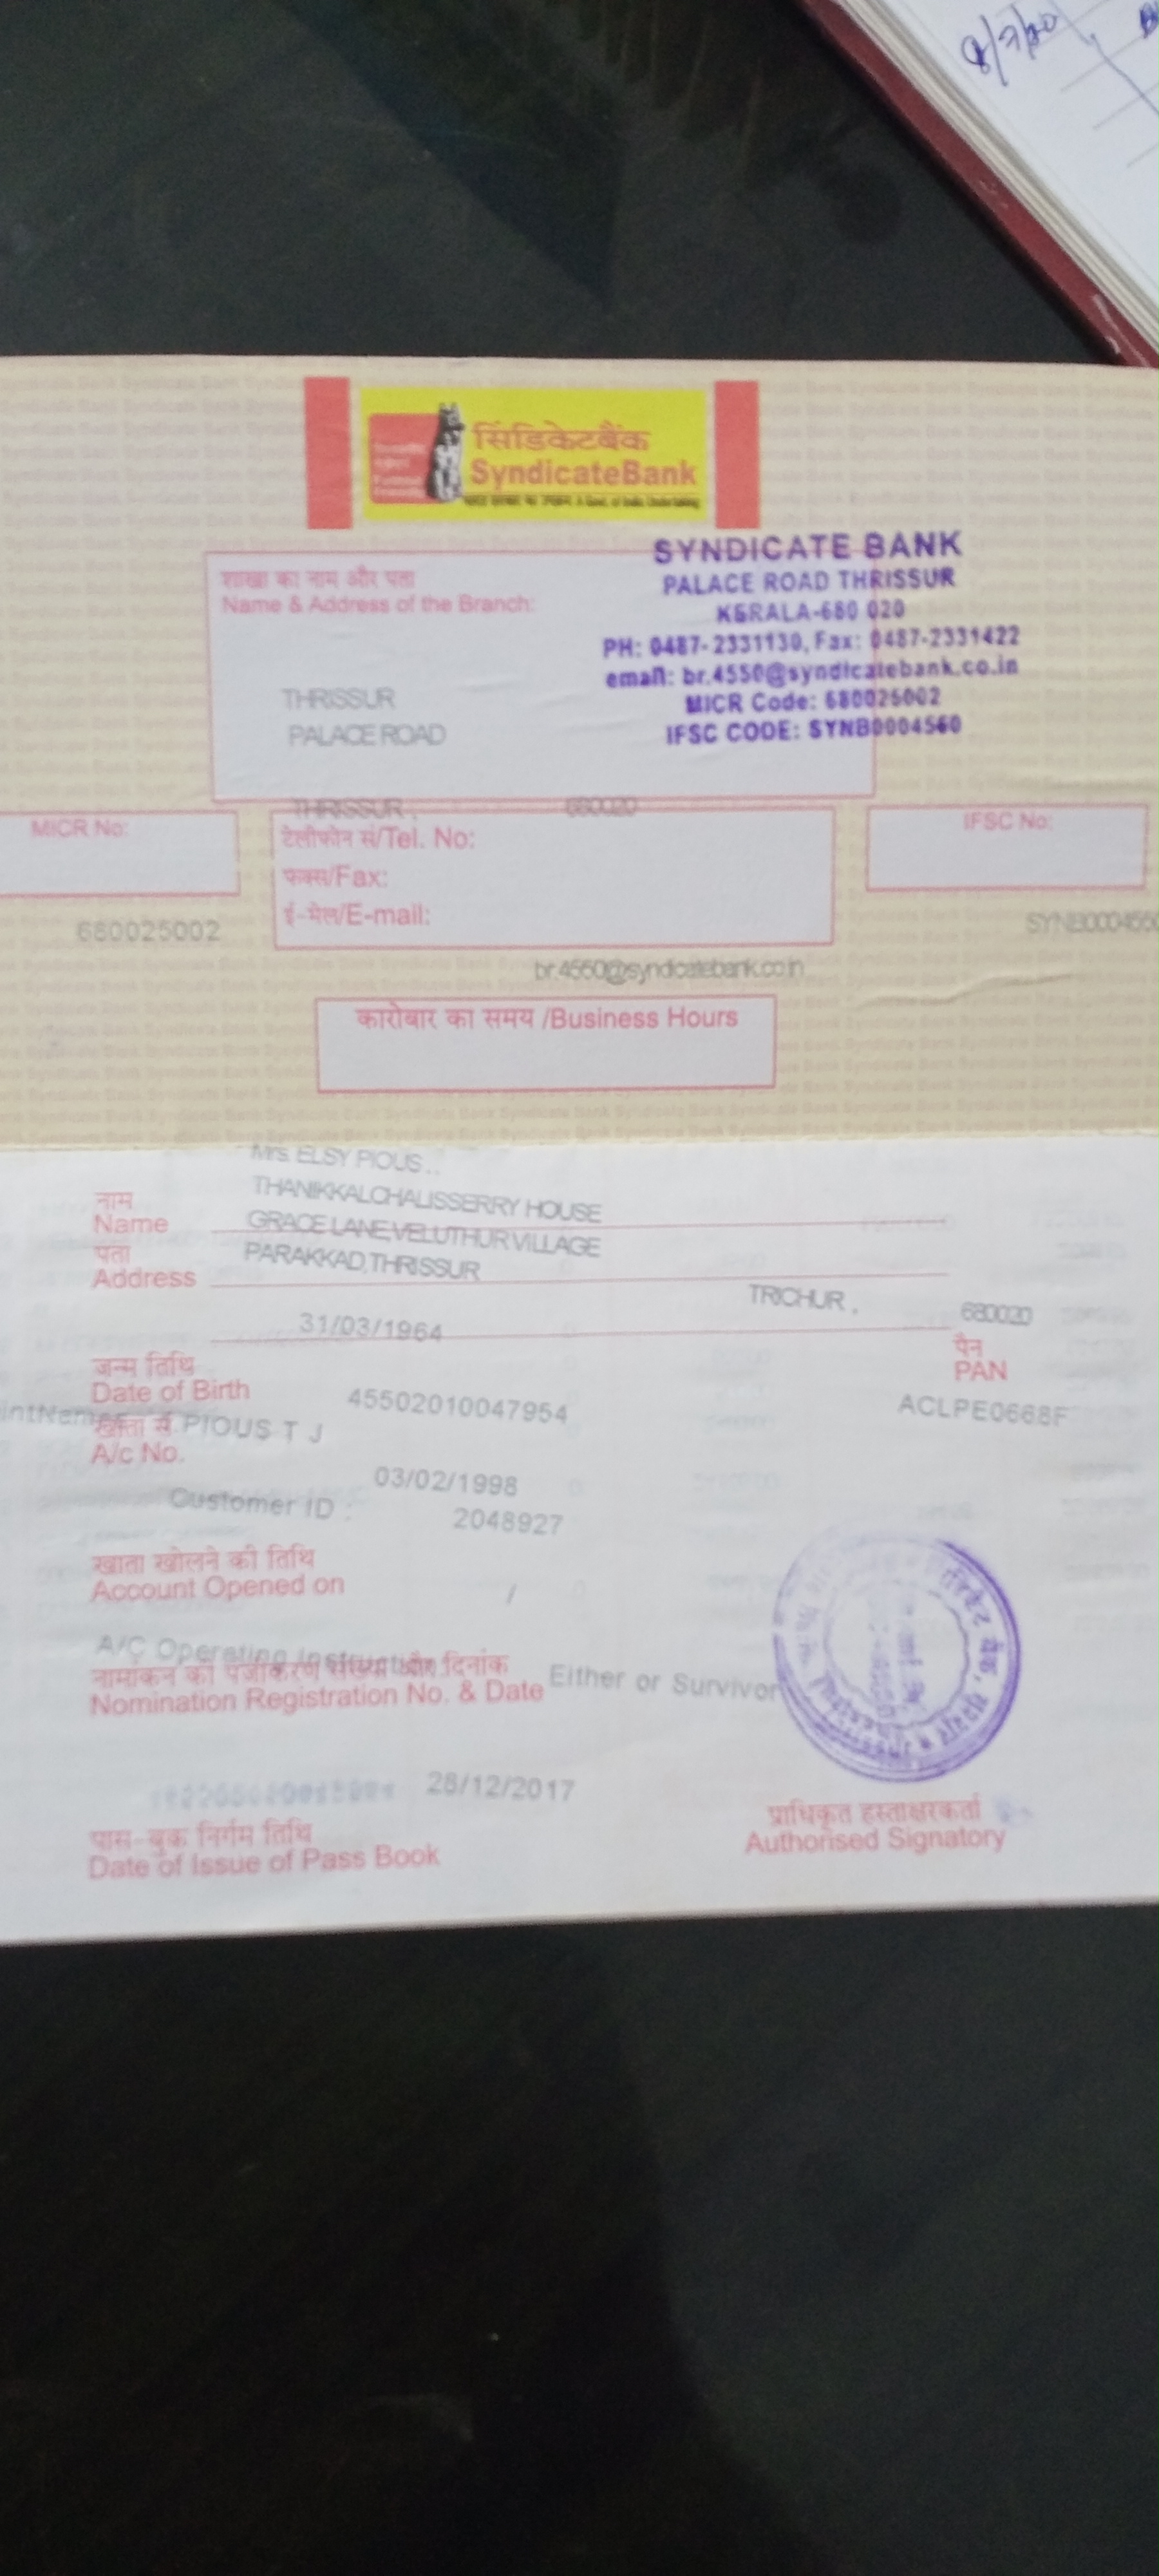 8/7/20
सिंडिकेटबैंक
SyndicateBank
SYNDICATE BANK
PALACE ROAD THRISSUR
KERALA-680 020
PH: 0487-2331130, Fax: 0487-2331422
email: br.4550@syndicatebank.co.in
MICR Code: 680025002
IFSC CODE: SYNB0004550
शाखा का नाम और पता
Name & Address of the Branch:
THRISSUR
PALACE ROAD
THRISSUR, 680020
MICR No:
टेलीफोन सं/Tel. No:
IFSC No:
फक्स/Fax:
ई-मेल/E-mail:
680025002
SYNB000455
br.4550@syndicatebank.co.in
कारोबार का समय /Business Hours
Mrs. ELSY PIOUS ..
THANIKKALCHALISSERRY HOUSE
नाम
Name
GRACE LANE,VELUTHUR VILLAGE
पता
Address
PARAKKAD,THRISSUR
TRICHUR , 680020
31/03/1964
पैन
PAN
जन्म तिथि
Date of Birth
45502010047954
ACLPE0668F
intNames
PIOUS T J
खाता सं
A/c No.
03/02/1998
Customer ID : 2048927
खाता खोलने की तिथि
Account Opened on
/
A/C Operating Instruction
Either or Survivor
नामांकन का पंजीकरण संख्या और दिनांक
Nomination Registration No. & Date
28/12/2017
पास-बुक निर्गम तिथि
Date of Issue of Pass Book
प्राधिकृत हस्ताक्षरकर्ता
Authorised Signatory